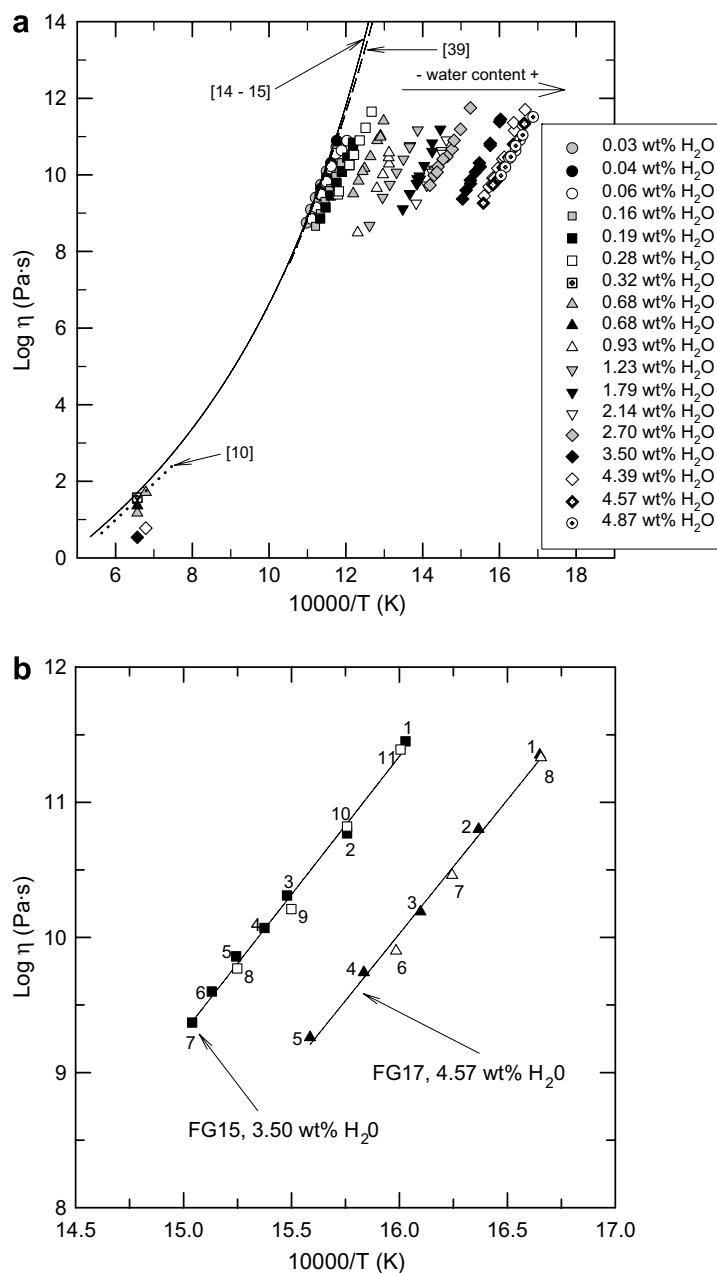 a
14
12
10
8
6
4
2
0
Log η (Pa·s)
[39]
[14 - 15]
- water content +
[10]
6
8
10
12
14
16
18
10000/T (K)
0.03 wt% H₂O
0.04 wt% H₂O
0.06 wt% H₂O
0.16 wt% H₂O
0.19 wt% H₂O
0.28 wt% H₂O
0.32 wt% H₂O
0.68 wt% H₂O
0.68 wt% H₂O
0.93 wt% H₂O
1.23 wt% H₂O
1.79 wt% H₂O
2.14 wt% H₂O
2.70 wt% H₂O
3.50 wt% H₂O
4.39 wt% H₂O
4.57 wt% H₂O
4.87 wt% H₂O
b
12
11
10
9
8
Log η (Pa·s)
1
11
10
2
3
9
4
5
8
6
7
1
8
2
7
3
6
4
5
FG15, 3.50 wt% H₂0
FG17, 4.57 wt% H₂0
14.5
15.0
15.5
16.0
16.5
17.0
10000/T (K)